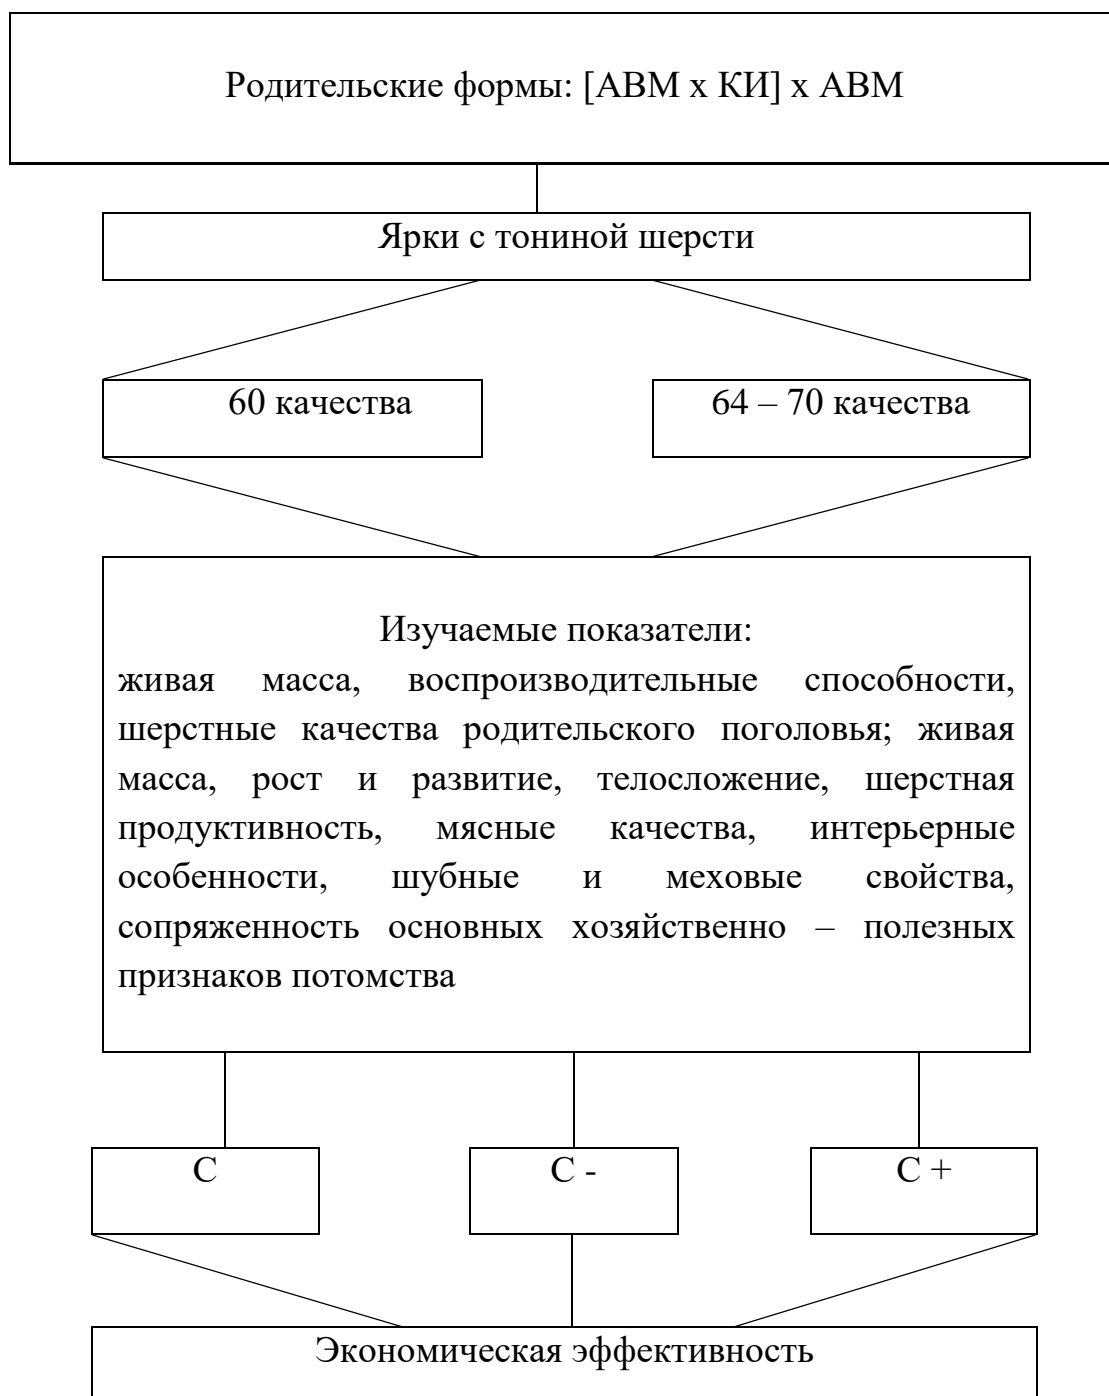 Родительские формы: [АВМ х КИ] х АВМ
Ярки с тониной шерсти
60 качества
64 – 70 качества
Изучаемые показатели:
живая масса, воспроизводительные способности,
шерстные качества родительского поголовья; живая
масса, рост и развитие, телосложение, шерстная
продуктивность, мясные качества, интерьерные
особенности, шубные и меховые свойства,
сопряженность основных хозяйственно – полезных
признаков потомства
С
С -
С +
Экономическая эффективность